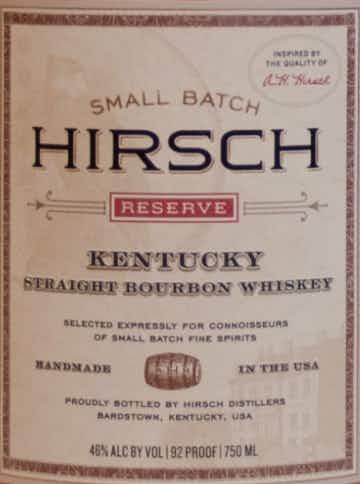 INSPIRED BY
THE QUALITY OF
A.H. Hirsch
SMALL BATCH
HIRSCH
RESERVE
KENTUCKY
STRAIGHT BOURBON WHISKEY
SELECTED EXPRESSLY FOR CONNOISSEURS
OF SMALL BATCH FINE SPIRITS
HANDMADE IN THE USA
PROUDLY BOTTLED BY HIRSCH DISTILLERS
BARDSTOWN, KENTUCKY, USA
46% ALC BY VOL | 92 PROOF | 750 ML